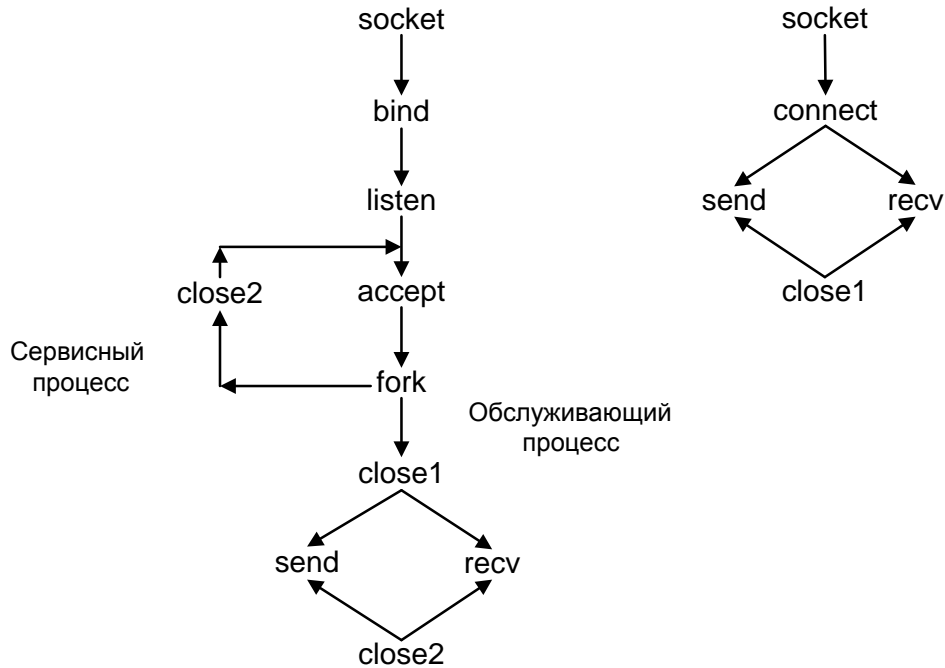 socket
bind
listen
close2
accept
Сервисный
процесс
fork
Обслуживающий
процесс
close1
send
recv
close2
socket
connect
send
recv
close1